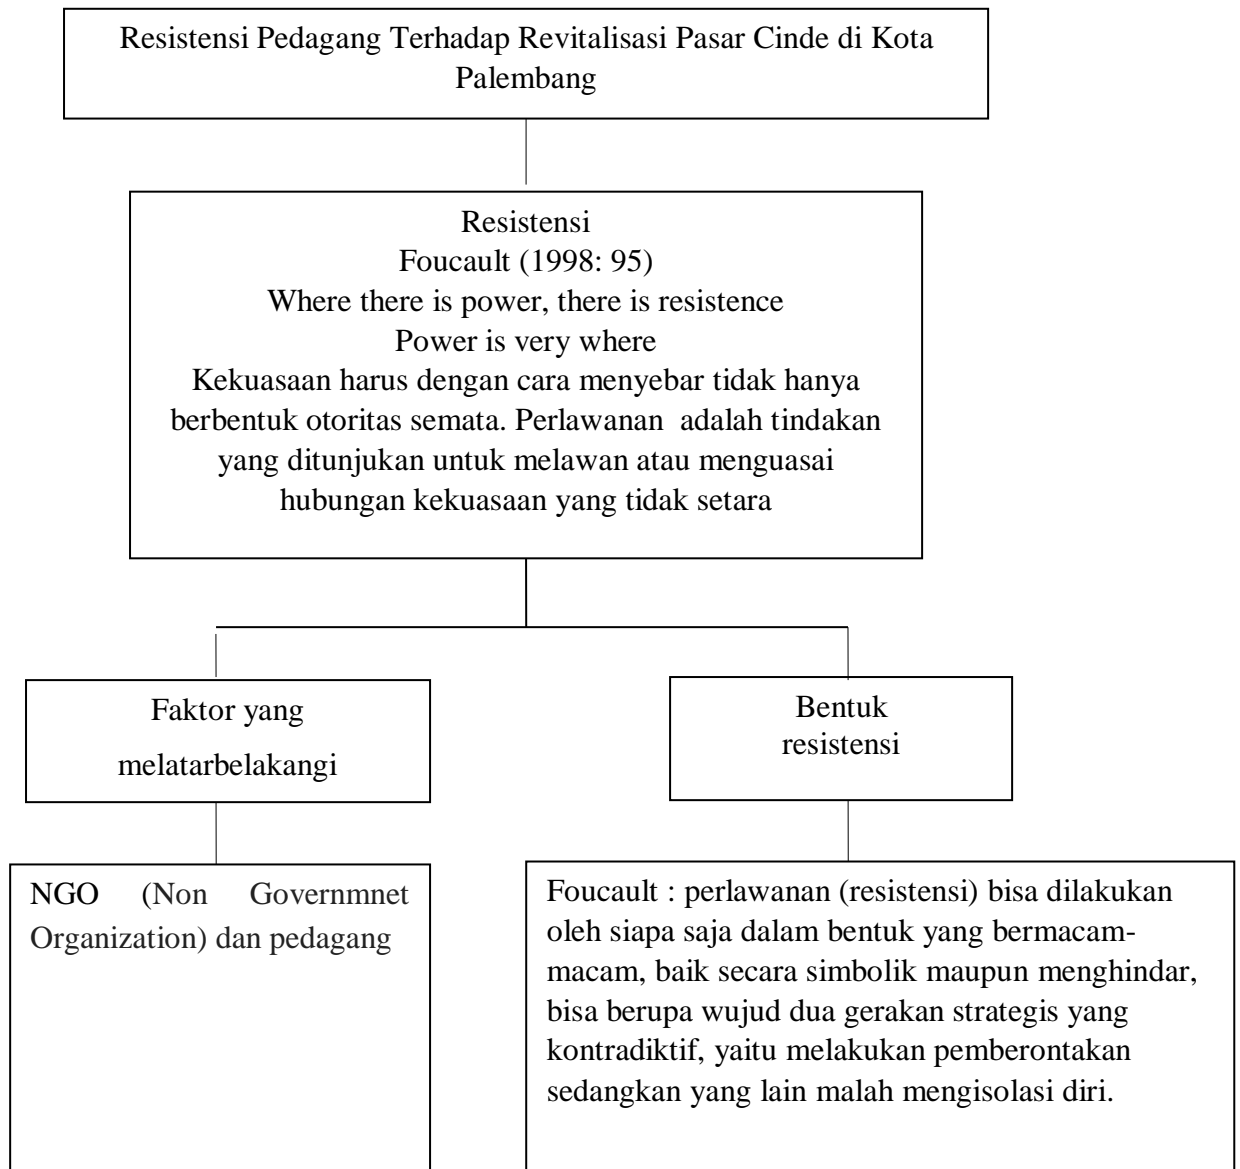 Resistensi Pedagang Terhadap Revitalisasi Pasar Cinde di Kota
Palembang
Resistensi
Foucault (1998: 95)
Where there is power, there is resistence
Power is very where
Kekuasaan harus dengan cara menyebar tidak hanya
berbentuk otoritas semata. Perlawanan adalah tindakan
yang ditunjukan untuk melawan atau menguasai
hubungan kekuasaan yang tidak setara
Faktor yang
melatarbelakangi
Bentuk
resistensi
NGO (Non Governmnet
Organization) dan pedagang
Foucault : perlawanan (resistensi) bisa dilakukan
oleh siapa saja dalam bentuk yang bermacam-
macam, baik secara simbolik maupun menghindar,
bisa berupa wujud dua gerakan strategis yang
kontradiktif, yaitu melakukan pemberontakan
sedangkan yang lain malah mengisolasi diri.